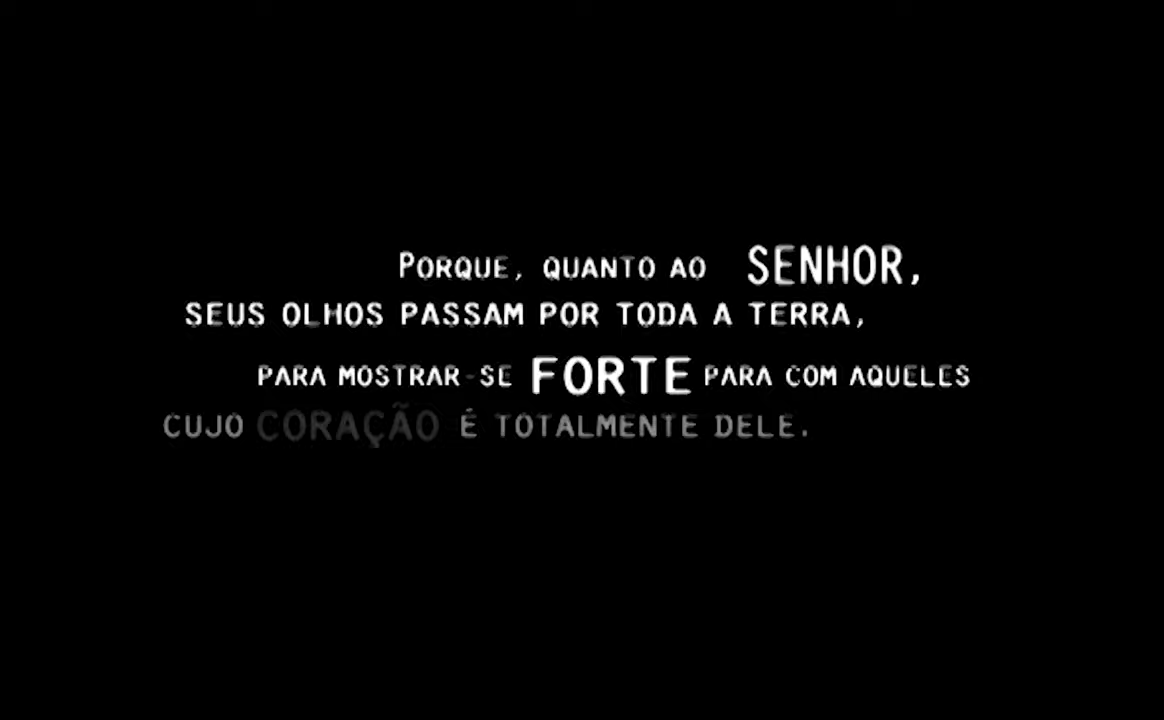 Porque, quanto ao SENHOR,
SEUS OLHOS PASSAM POR TODA A TERRA,
PARA MOSTRAR-SE FORTE PARA COM AQUELES
CUJO CORAÇÃO É TOTALMENTE DELE.